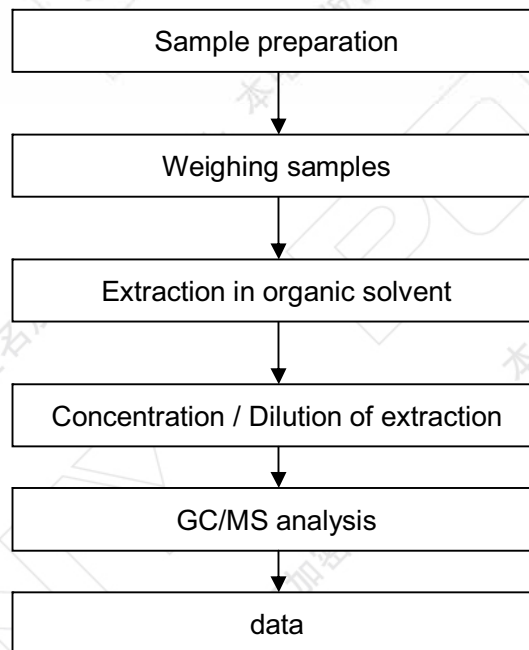 Sample preparation
Weighing samples
Extraction in organic solvent
Concentration / Dilution of extraction
GC/MS analysis
data